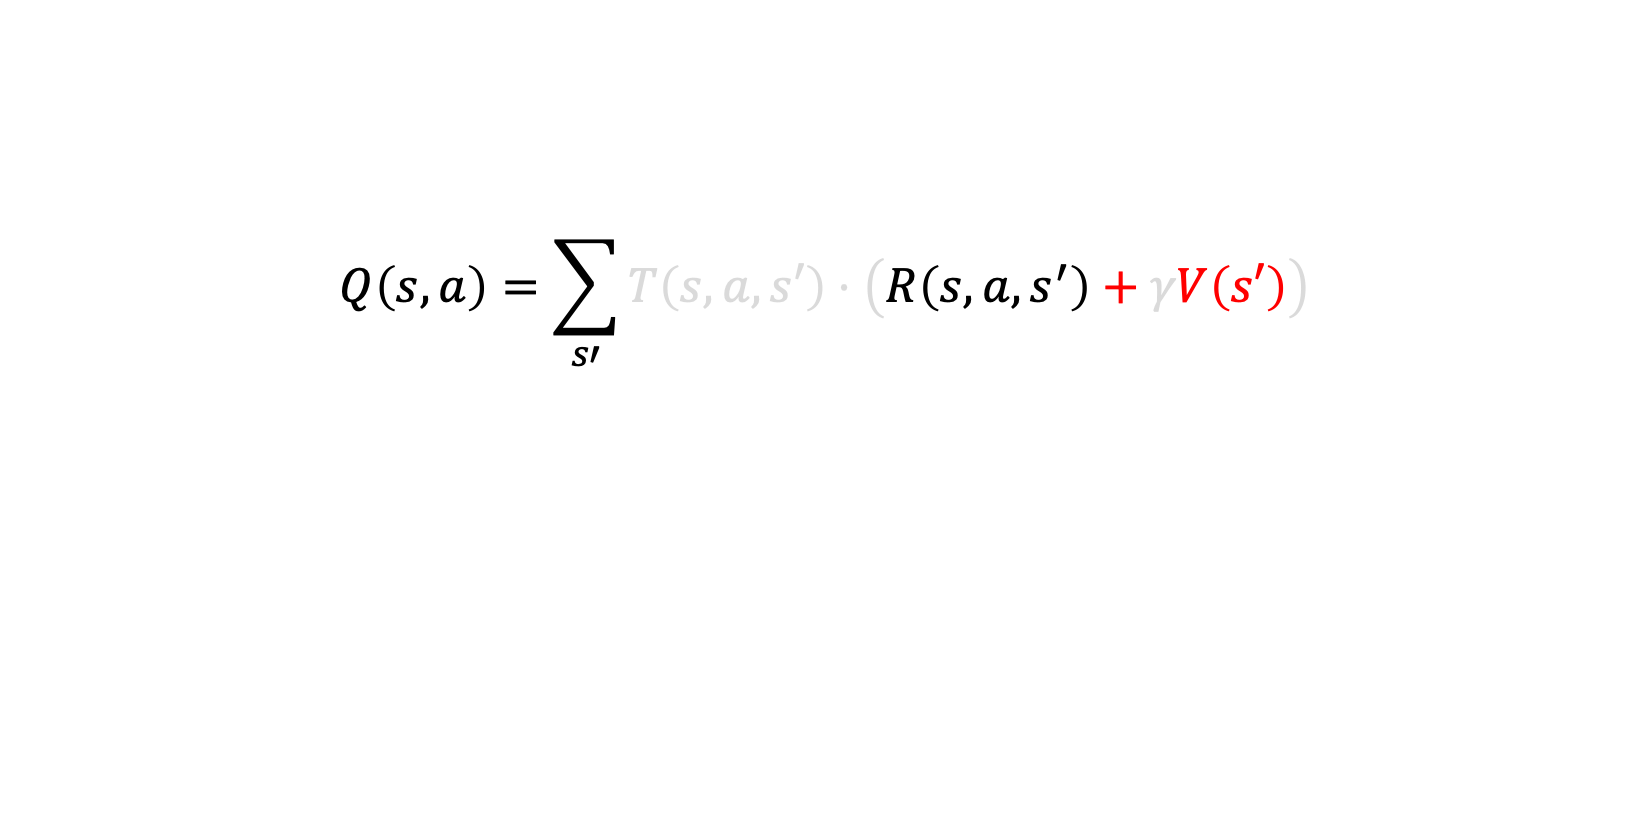 Q(s, a) = ∑ T(s, a, s′) · (R(s, a, s′) + γV(s′))
s′